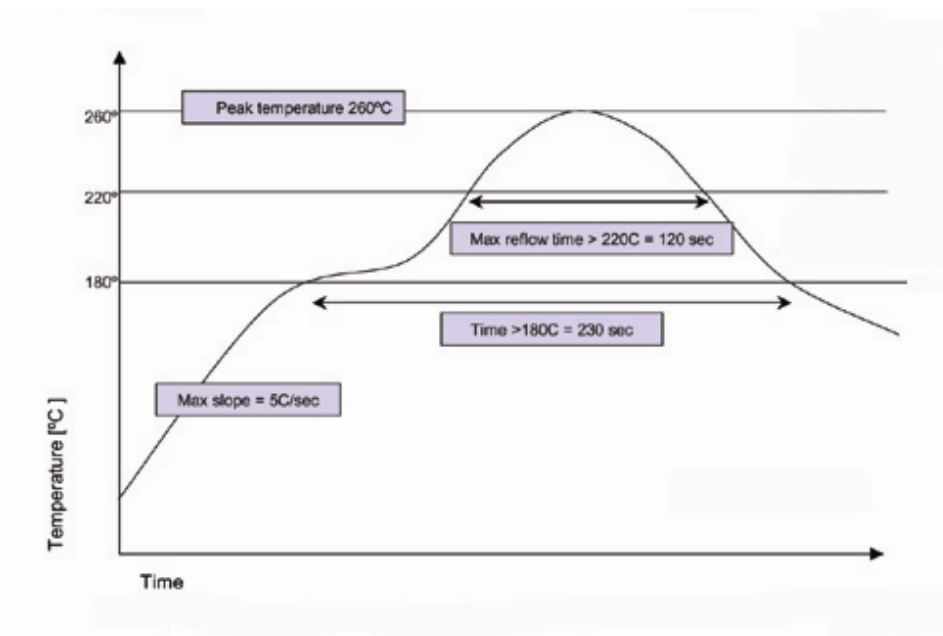 Peak temperature 260ºC
260º
220º
Max reflow time > 220C = 120 sec
180º
Time >180C = 230 sec
Max slope = 5C/sec
Temperature [ºC ]
Time